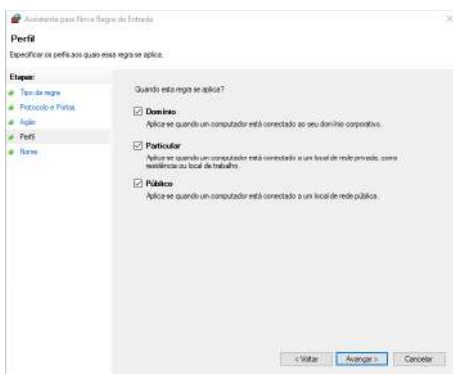 Assistente para Nova Regra de Entrada
Perfil
Especificar os perfis aos quais essa regra se aplica.
Etapas:
Tipo de regra
Protocolo e Portas
Ação
Perfil
Nome
Quando esta regra se aplica?
Domínio
Aplica-se quando um computador está conectado ao seu domínio corporativo.
Particular
Aplica-se quando um computador está conectado a um local de rede privada, como
residência ou local de trabalho.
Público
Aplica-se quando um computador está conectado a um local de rede pública.
< Voltar
Avançar >
Cancelar